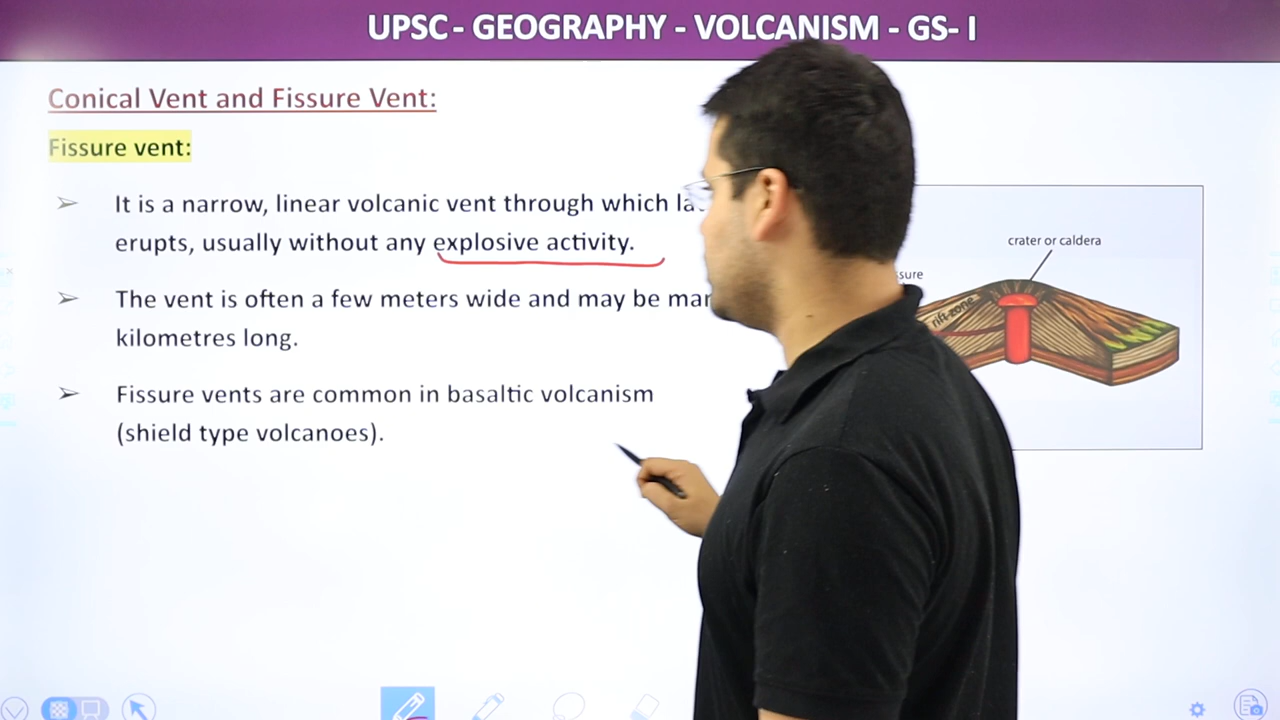 UPSC - GEOGRAPHY - VOLCANISM - GS- I
Conical Vent and Fissure Vent:
Fissure vent:
➢ It is a narrow, linear volcanic vent through which
erupts, usually without any explosive activity.
➢ The vent is often a few meters wide and may be
kilometres long.
➢ Fissure vents are common in basaltic volcanism
(shield type volcanoes).
crater or caldera
rift zone